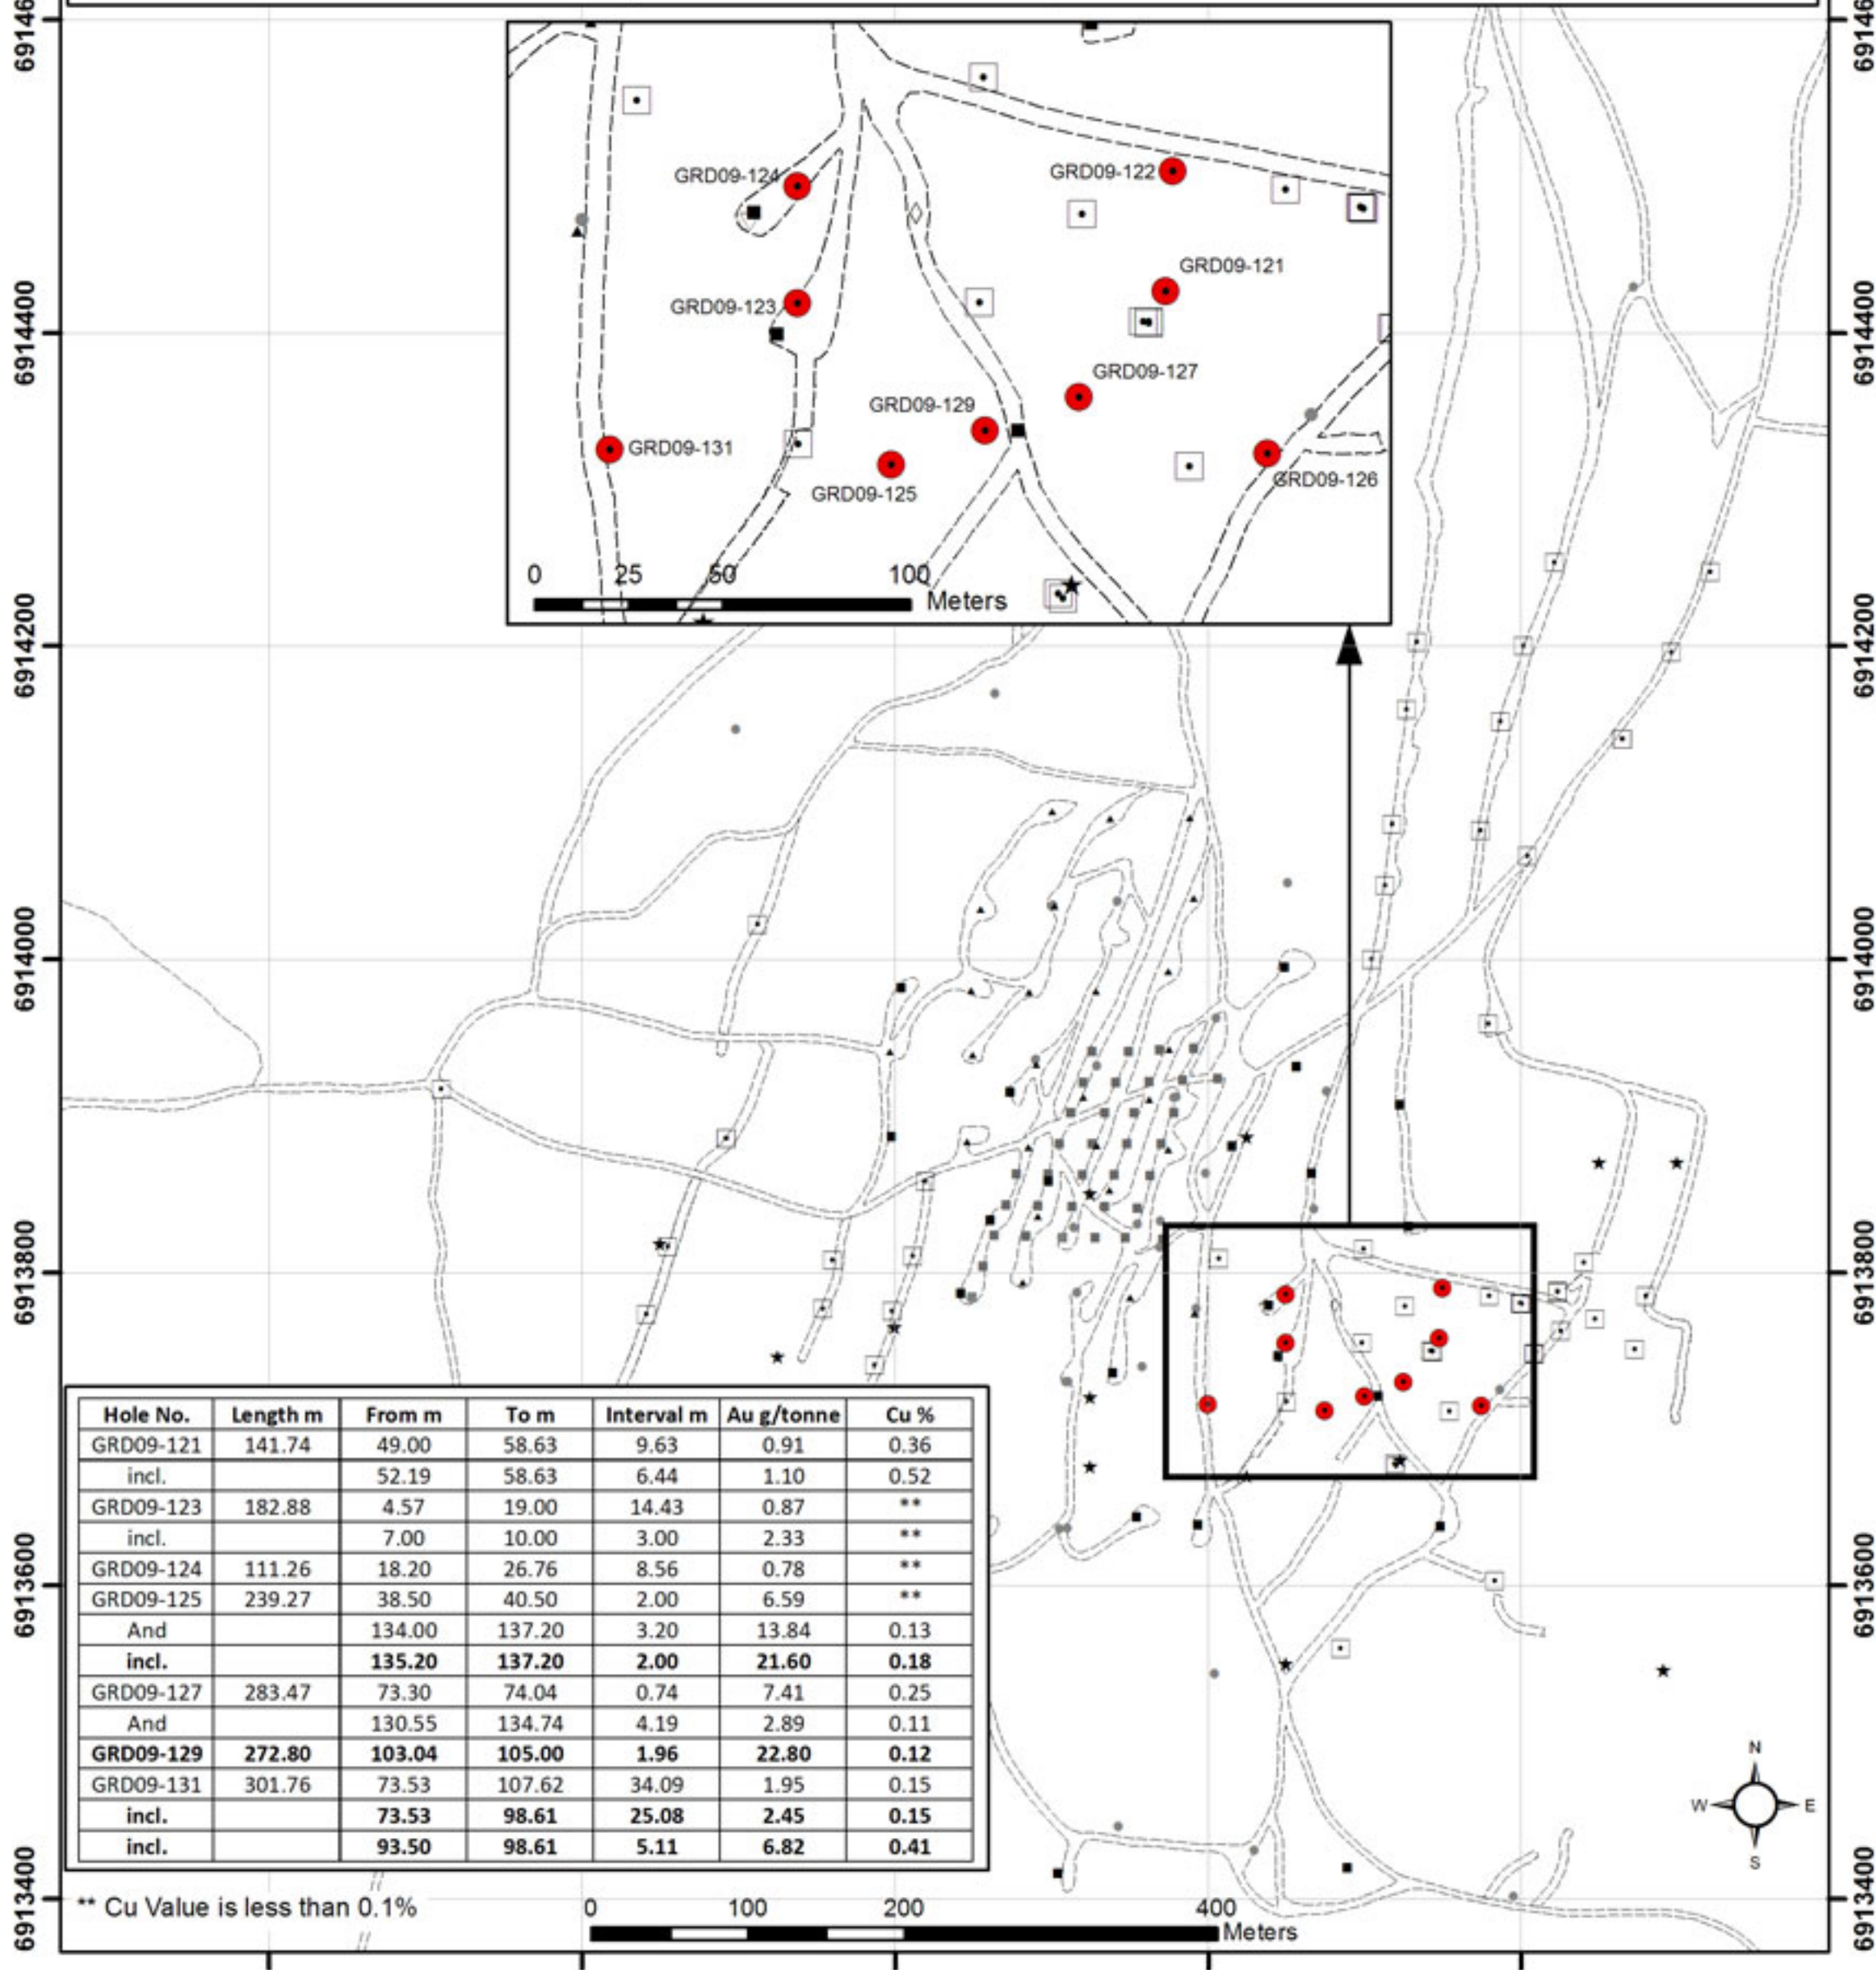 69146
69146
GRD09-124
GRD09-122
GRD09-121
GRD09-123
GRD09-127
GRD09-129
GRD09-131
GRD09-125
GRD09-126
0 25 50 100
Meters
6914400
6914400
6914200
6914200
6914000
6914000
6913800
6913800
6913600
6913600
6913400
6913400
Hole No. Length m From m To m Interval m Au g/tonne Cu %
GRD09-121 141.74 49.00 58.63 9.63 0.91 0.36
incl. 52.19 58.63 6.44 1.10 0.52
GRD09-123 182.88 4.57 19.00 14.43 0.87 **
incl. 7.00 10.00 3.00 2.33 **
GRD09-124 111.26 18.20 26.76 8.56 0.78 **
GRD09-125 239.27 38.50 40.50 2.00 6.59 **
And 134.00 137.20 3.20 13.84 0.13
incl. 135.20 137.20 2.00 21.60 0.18
GRD09-127 283.47 73.30 74.04 0.74 7.41 0.25
And 130.55 134.74 4.19 2.89 0.11
GRD09-129 272.80 103.04 105.00 1.96 22.80 0.12
GRD09-131 301.76 73.53 107.62 34.09 1.95 0.15
incl. 73.53 98.61 25.08 2.45 0.15
incl. 93.50 98.61 5.11 6.82 0.41
** Cu Value is less than 0.1%
0 100 200 400
Meters
N
W E
S